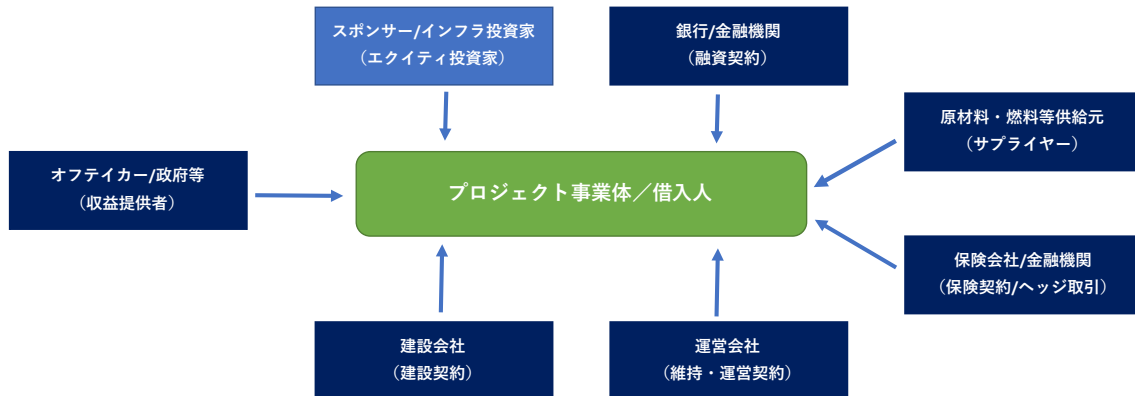 スポンサー/インフラ投資家
（エクイティ投資家）
銀行/金融機関
（融資契約）
原材料・燃料等供給元
（サプライヤー）
オフテイカー/政府等
（収益提供者）
プロジェクト事業体／借入人
保険会社/金融機関
（保険契約/ヘッジ取引）
建設会社
（建設契約）
運営会社
（維持・運営契約）